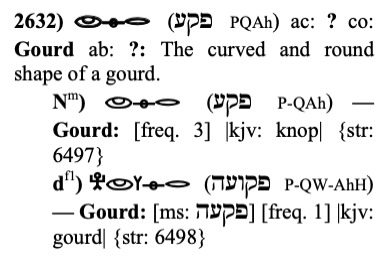 2632) (פקע PQAh) ac: ? co:
Gourd ab: ?: The curved and round
shape of a gourd.
Nᵐ) (פקע P-QAh) —
Gourd: [freq. 3] |kjv: knop| {str:
6497}
dᶠ¹) (פקועה P-QW-AhH)
— Gourd: [ms: פקעה] [freq. 1] |kjv:
gourd| {str: 6498}